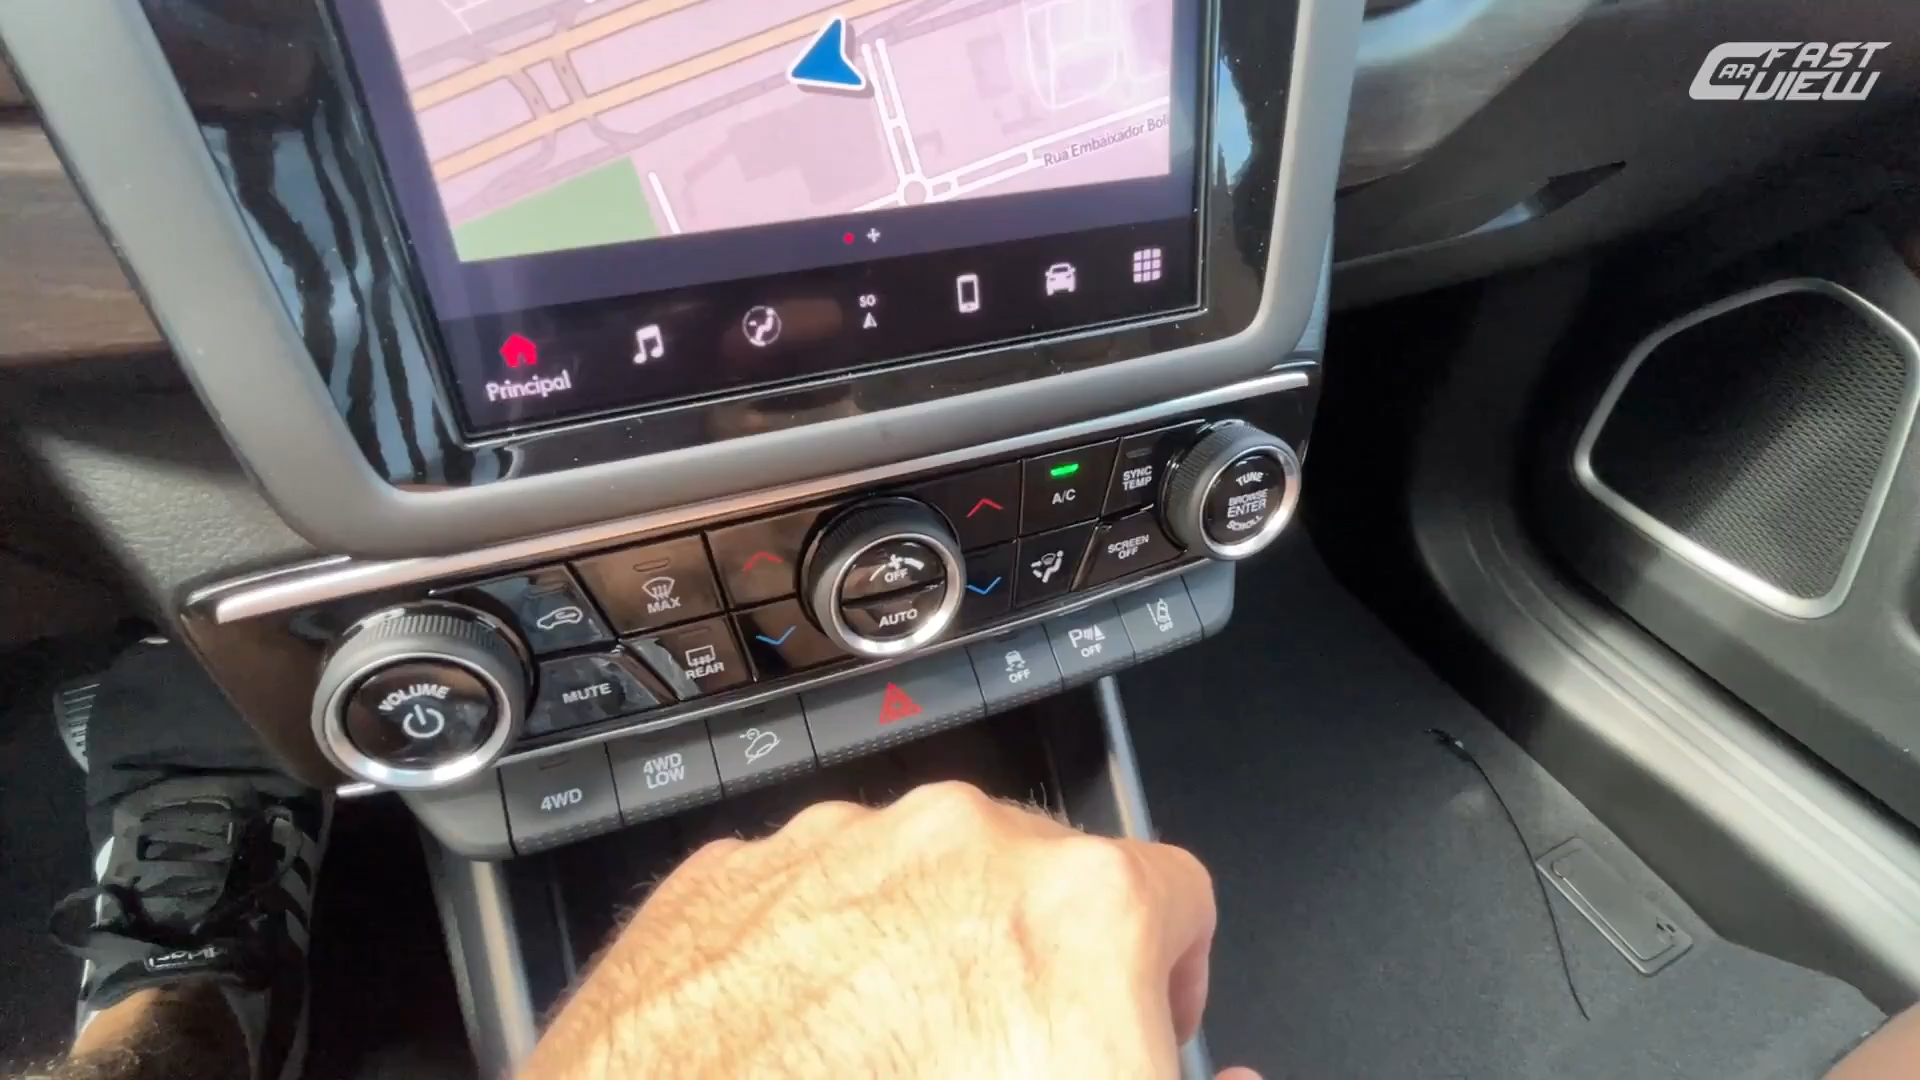 FAST
CAR VIEW
Rua Embaixador Bol
SO
Principal
A/C
SYNC
TEMP
TUNE
BROWSE
ENTER
SCROLL
SCREEN
OFF
MAX
OFF
AUTO
REAR
MUTE
VOLUME
P OFF
OFF
OFF
4WD
LOW
4WD